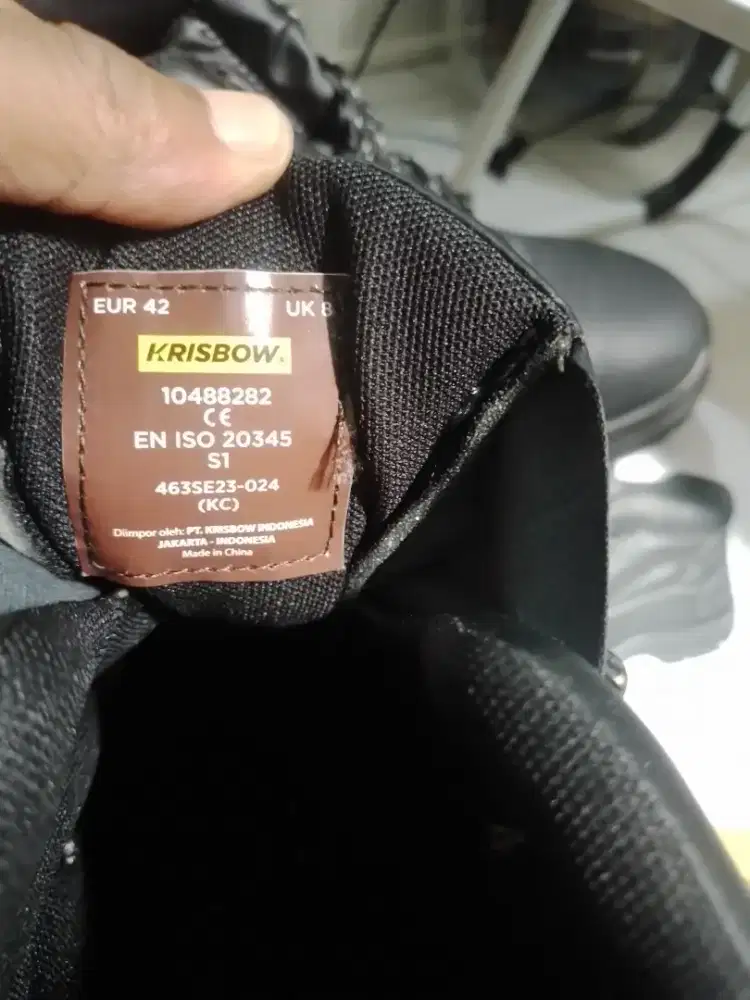 EUR 42 UK 8
KRISBOW
10488282
CE
EN ISO 20345
S1
463SE23-024
(KC)
Diimpor oleh: PT. KRISBOW INDONESIA
JAKARTA - INDONESIA
Made in China